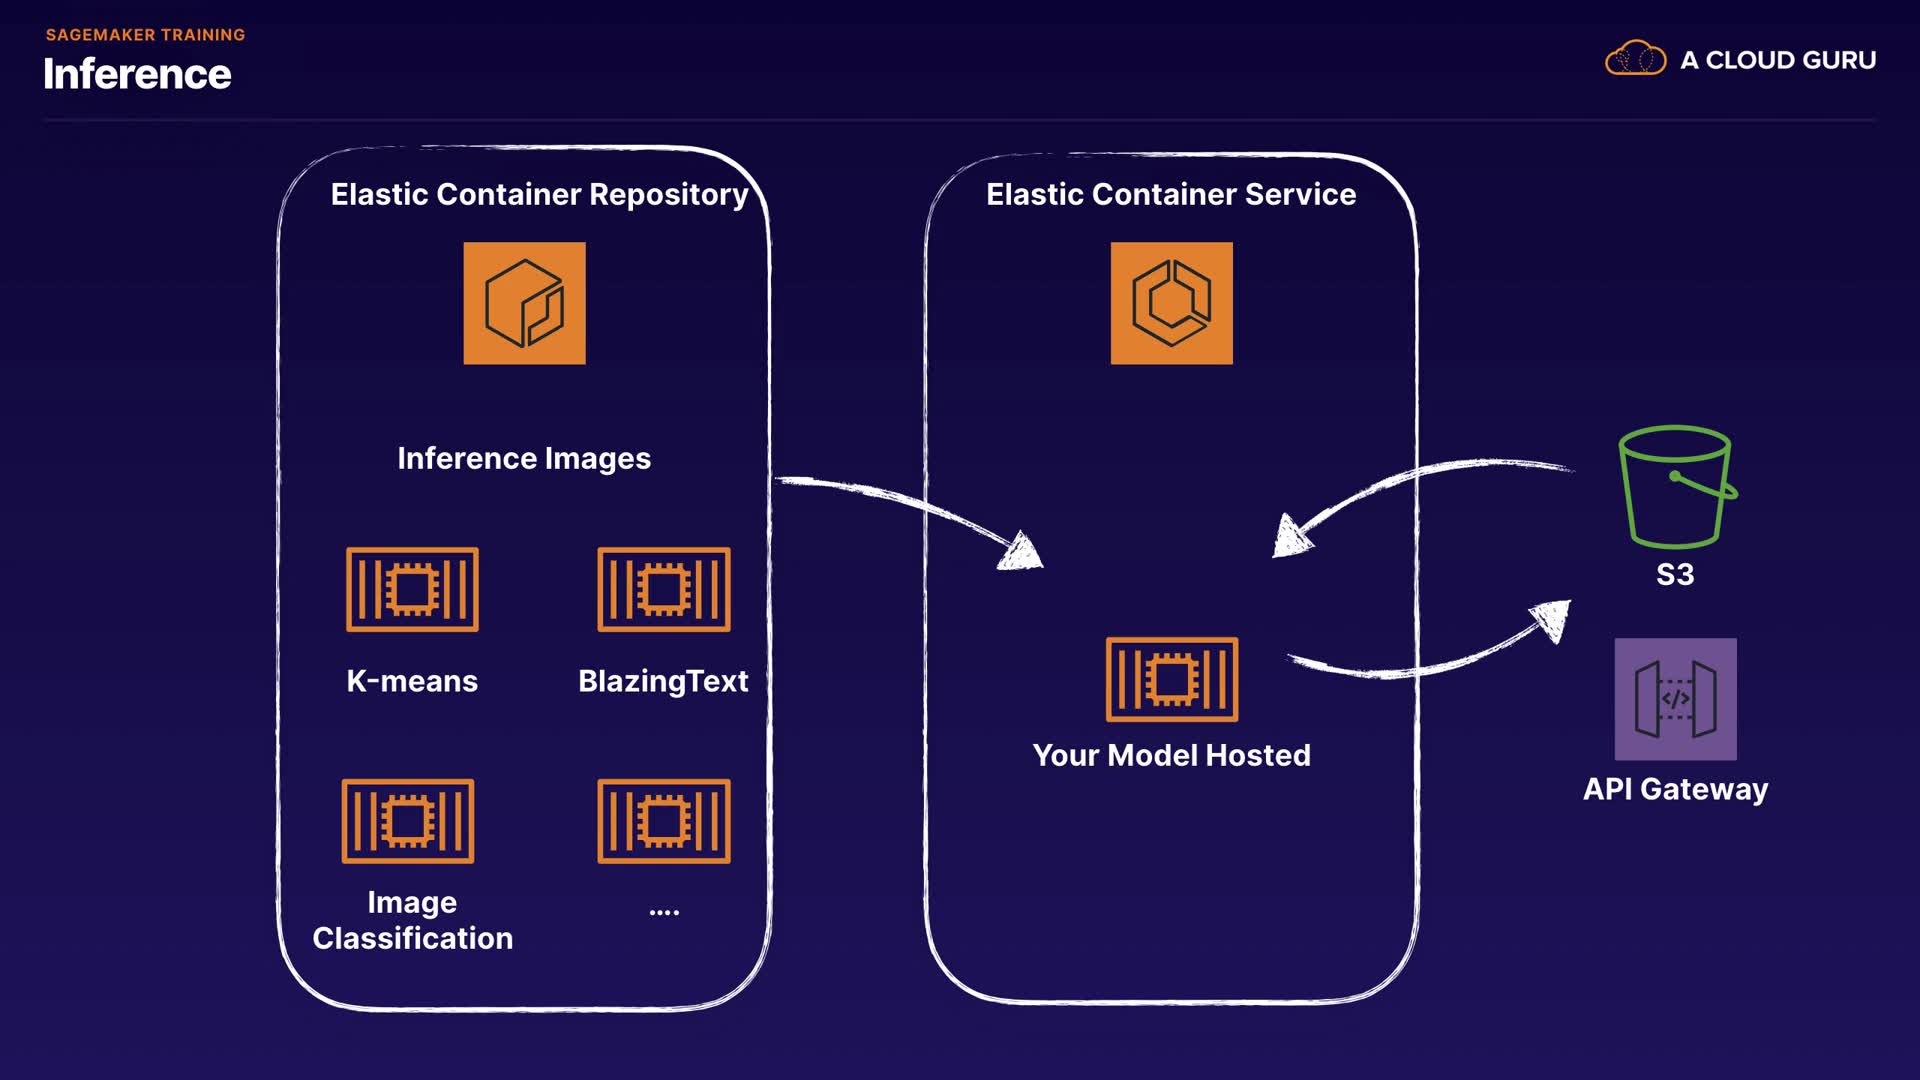 SAGEMAKER TRAINING
Inference
A CLOUD GURU
Elastic Container Repository
Inference Images
K-means
BlazingText
Image
Classification
....
Elastic Container Service
Your Model Hosted
S3
</>
API Gateway